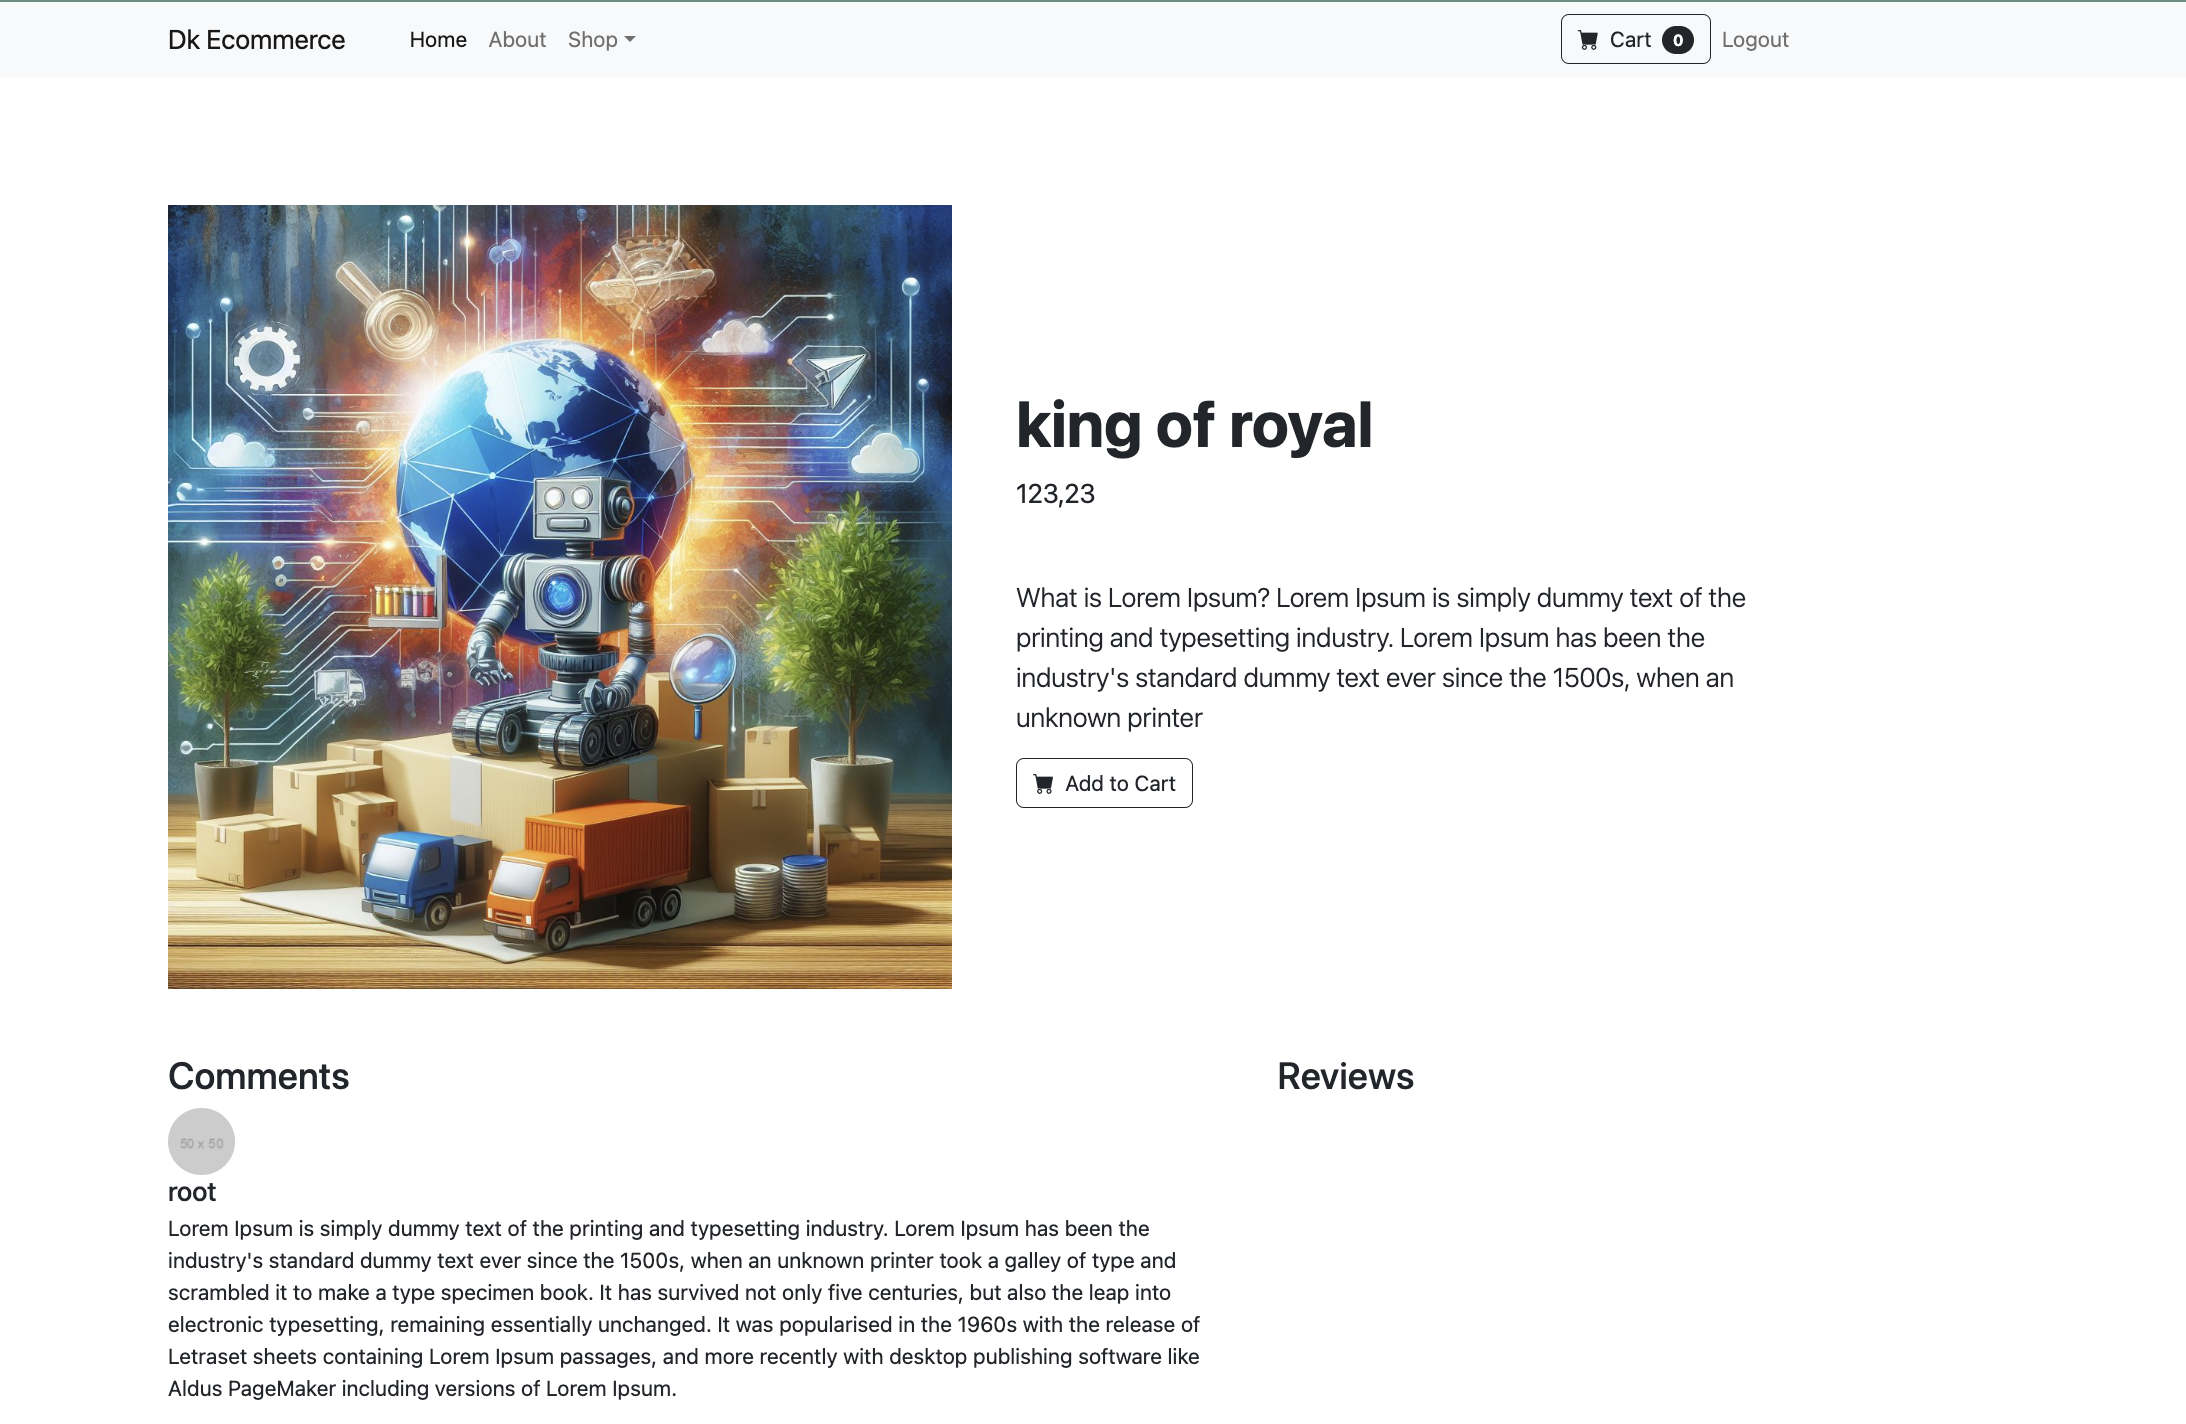 Dk Ecommerce Home About Shop Cart 0 Logout
king of royal
123,23
What is Lorem Ipsum? Lorem Ipsum is simply dummy text of the
printing and typesetting industry. Lorem Ipsum has been the
industry's standard dummy text ever since the 1500s, when an
unknown printer
Add to Cart
Comments
50 x 50
root
Lorem Ipsum is simply dummy text of the printing and typesetting industry. Lorem Ipsum has been the
industry's standard dummy text ever since the 1500s, when an unknown printer took a galley of type and
scrambled it to make a type specimen book. It has survived not only five centuries, but also the leap into
electronic typesetting, remaining essentially unchanged. It was popularised in the 1960s with the release of
Letraset sheets containing Lorem Ipsum passages, and more recently with desktop publishing software like
Aldus PageMaker including versions of Lorem Ipsum.
Reviews